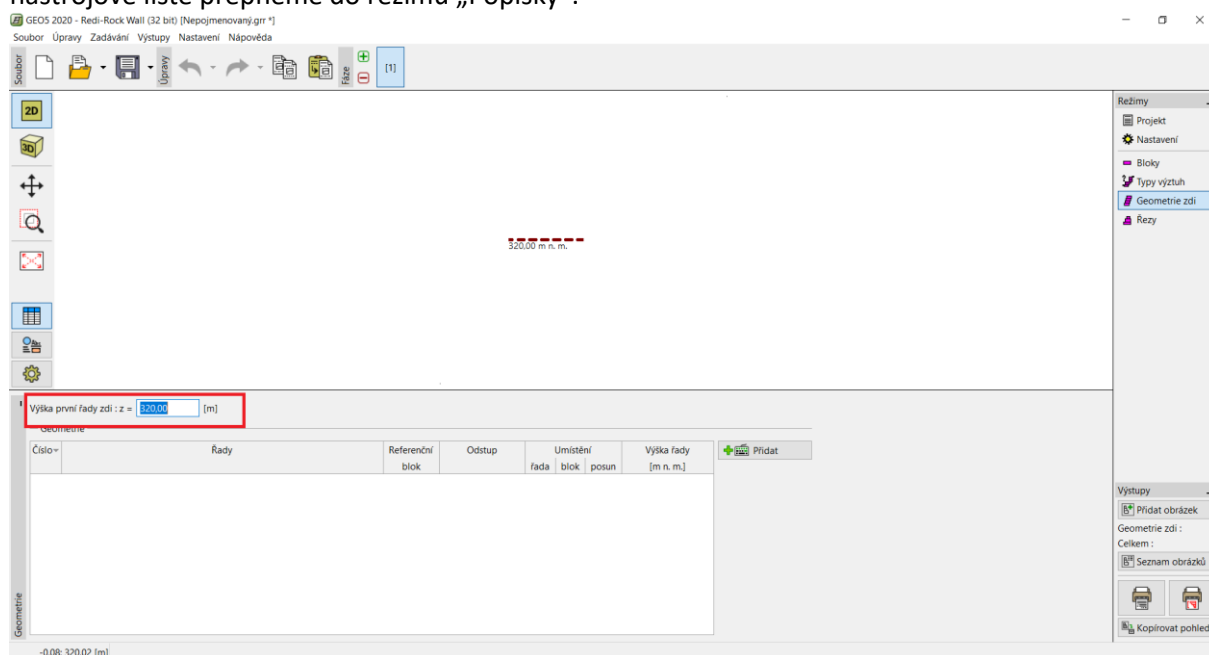 nástrojové liště přepneme do režimu „Popisky“.
GEO5 2020 - Redi-Rock Wall (32 bit) [Nepojmenovaný.grr *]
Soubor Úpravy Zadávání Výstupy Nastavení Nápověda
Soubor
Úpravy
Fáze
[1]
2D
3D
320,00 m n. m.
Režimy
Projekt
Nastavení
Bloky
Typy výztuh
Geometrie zdi
Řezy
Výška první řady zdi : z = 320,00 [m]
Geometrie
Číslo Řady Referenční blok Odstup Umístění Výška řady
řada blok posun [m n. m.]
Přidat
Geometrie
Výstupy
Přidat obrázek
Geometrie zdi :
Celkem :
Seznam obrázků
Kopírovat pohled
-0,08; 320,02 [m]